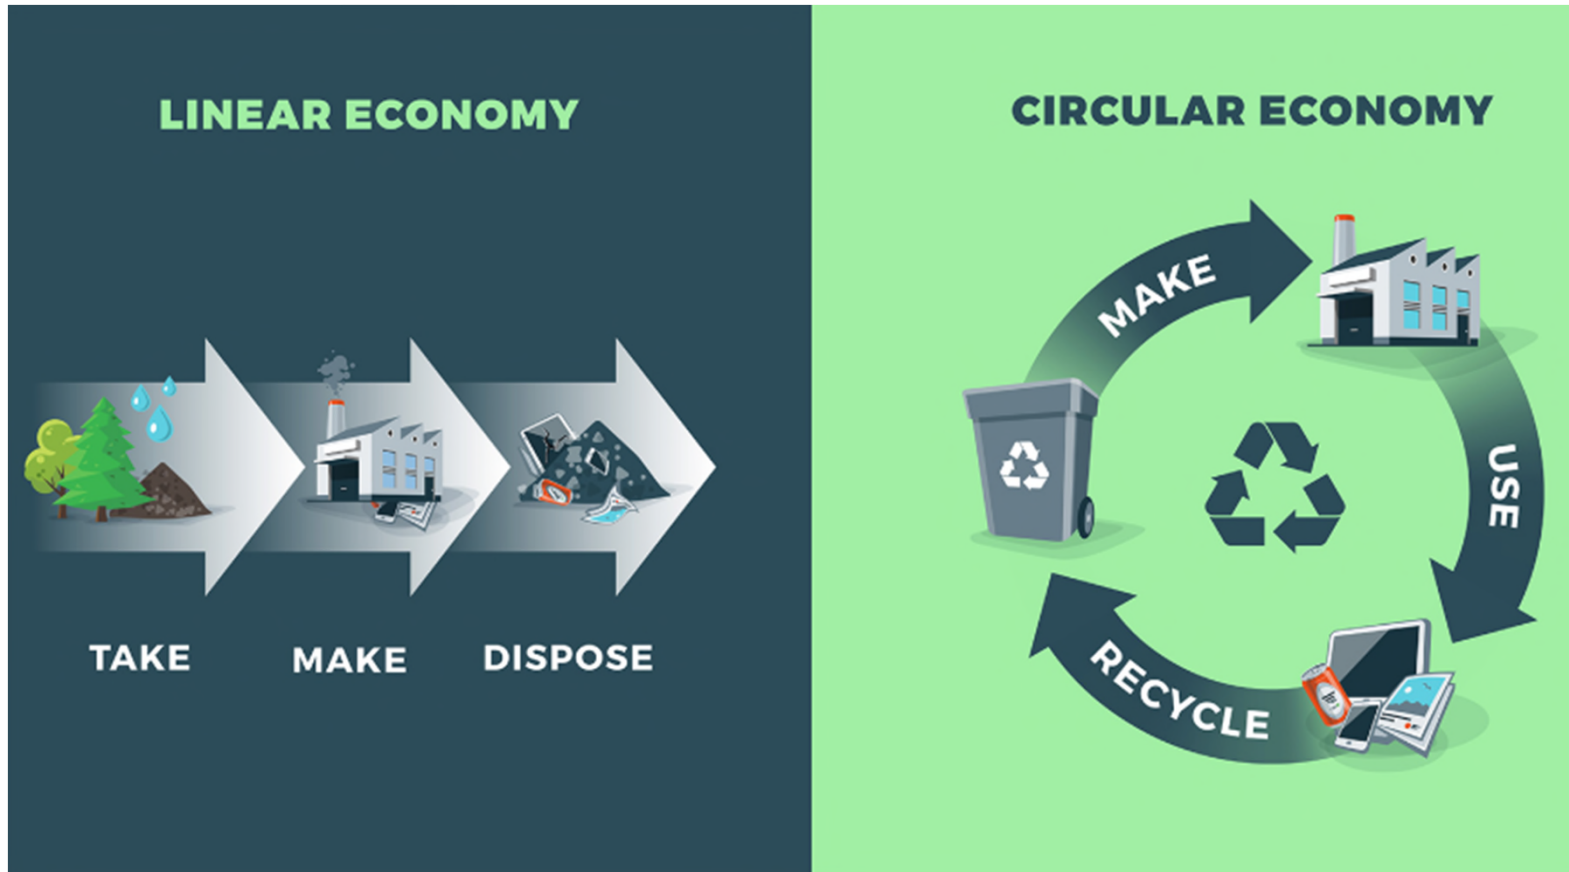 LINEAR ECONOMY
TAKE
MAKE
DISPOSE
CIRCULAR ECONOMY
MAKE
USE
RECYCLE